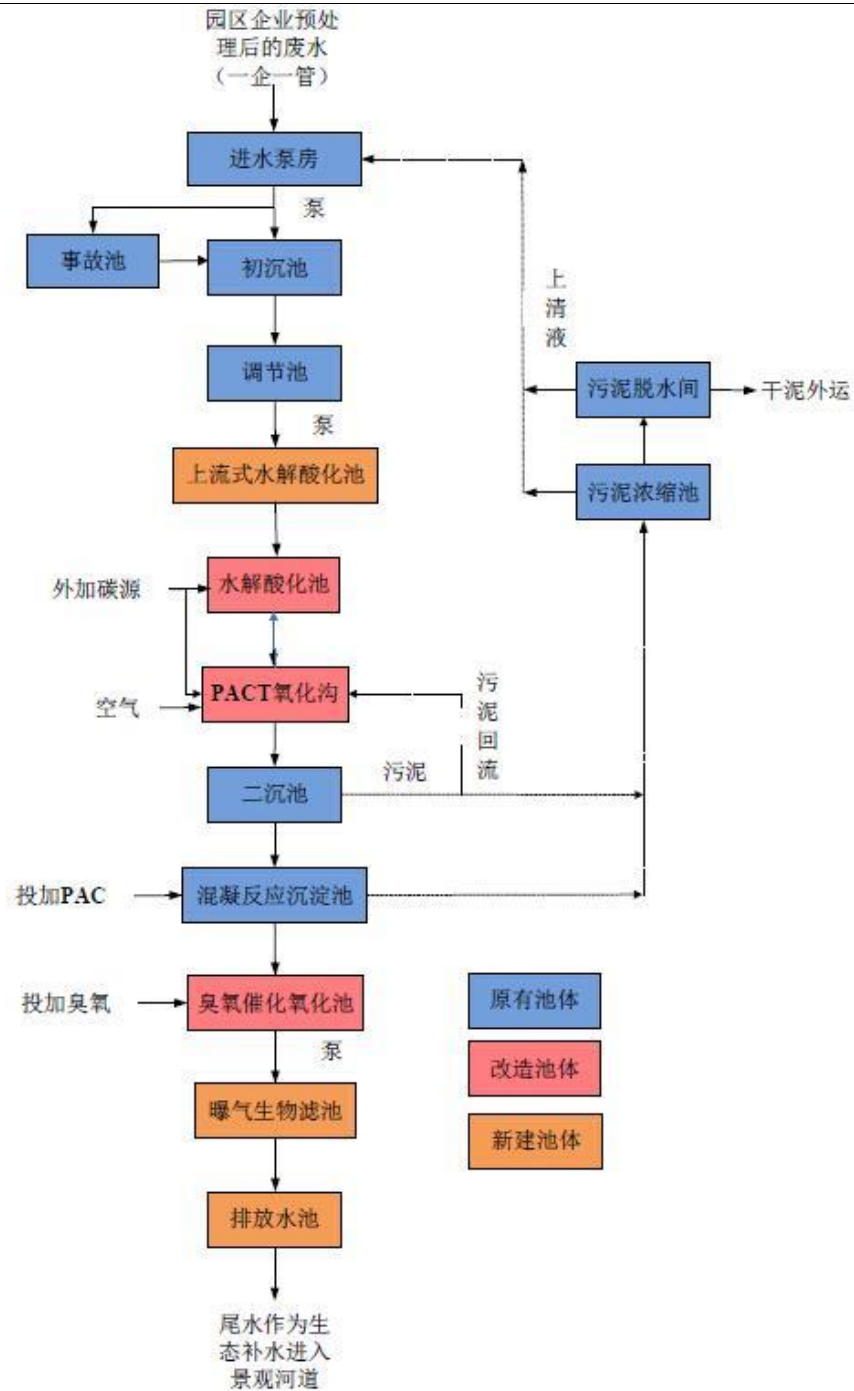 园区企业预处
理后的废水
（一企一管）
进水泵房
泵
事故池
初沉池
上
清
液
调节池
污泥脱水间
干泥外运
泵
上流式水解酸化池
污泥浓缩池
外加碳源
水解酸化池
PACT氧化沟
空气
污
泥
回
流
污泥
二沉池
投加PAC
混凝反应沉淀池
投加臭氧
臭氧催化氧化池
原有池体
泵
改造池体
曝气生物滤池
新建池体
排放水池
尾水作为生
态补水进入
景观河道